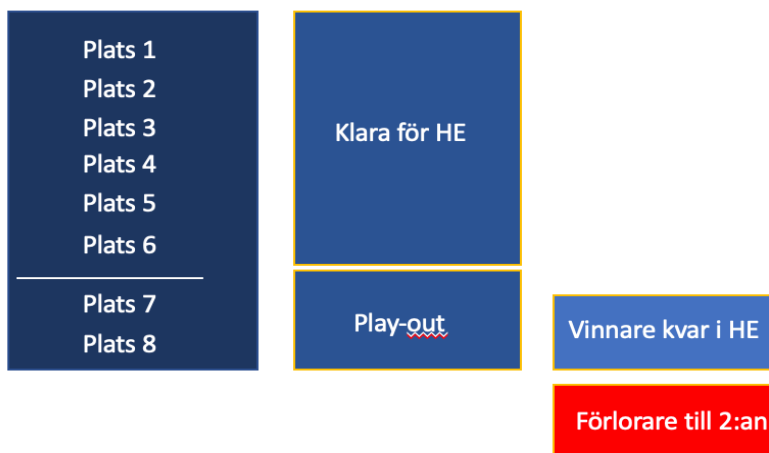 Plats 1
Plats 2
Plats 3
Plats 4
Plats 5
Plats 6
Plats 7
Plats 8
Klara för HE
Play-out
Vinnare kvar i HE
Förlorare till 2:an